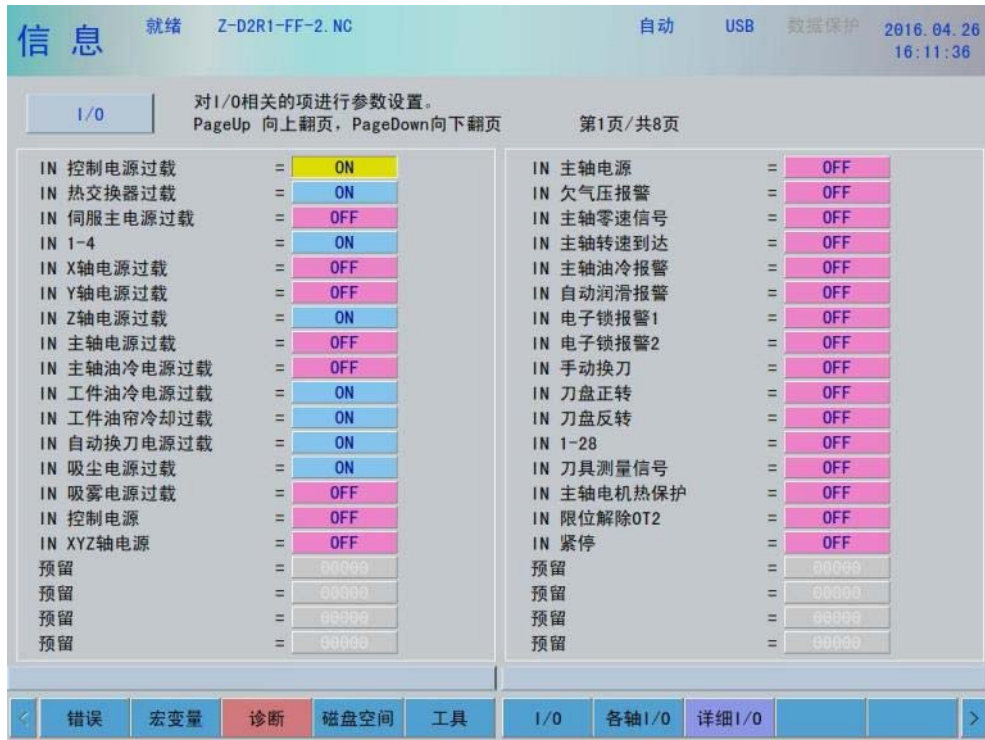 信息 就绪 Z-D2R1-FF-2.NC 自动 USB 数据保护 2016.04.26
16:11:36
I/O 对I/O相关的项进行参数设置。
PageUp 向上翻页，PageDown向下翻页 第1页/共8页
IN 控制电源过载 = ON
IN 热交换器过载 = ON
IN 伺服主电源过载 = OFF
IN 1-4 = ON
IN X轴电源过载 = OFF
IN Y轴电源过载 = OFF
IN Z轴电源过载 = ON
IN 主轴电源过载 = OFF
IN 主轴油冷电源过载 = OFF
IN 工件油冷电源过载 = ON
IN 工件油帘冷却过载 = ON
IN 自动换刀电源过载 = ON
IN 吸尘电源过载 = ON
IN 吸雾电源过载 = OFF
IN 控制电源 = OFF
IN XYZ轴电源 = OFF
预留 = 00000
预留 = 00000
预留 = 00000
预留 = 00000
IN 主轴电源 = OFF
IN 欠气压报警 = OFF
IN 主轴零速信号 = OFF
IN 主轴转速到达 = OFF
IN 主轴油冷报警 = OFF
IN 自动润滑报警 = OFF
IN 电子锁报警1 = OFF
IN 电子锁报警2 = OFF
IN 手动换刀 = OFF
IN 刀盘正转 = OFF
IN 刀盘反转 = OFF
IN 1-28 = OFF
IN 刀具测量信号 = OFF
IN 主轴电机热保护 = OFF
IN 限位解除OT2 = OFF
IN 紧停 = OFF
预留 = 00000
预留 = 00000
预留 = 00000
预留 = 00000
< 错误 宏变量 诊断 磁盘空间 工具 I/O 各轴I/O 详细I/O >